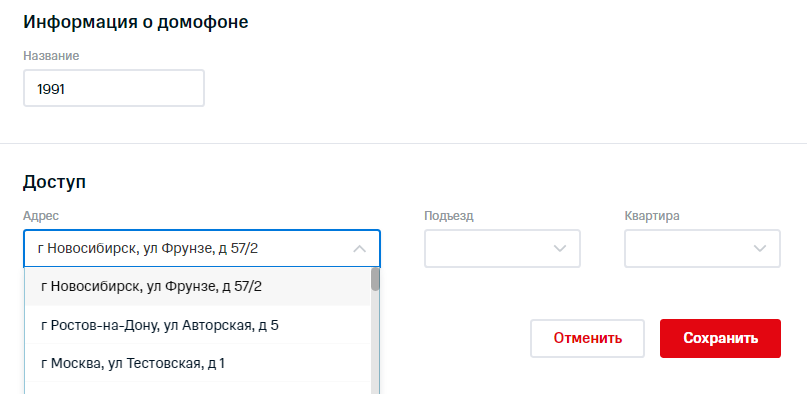 Информация о домофоне
Название
1991
Доступ
Адрес
Подъезд
Квартира
г Новосибирск, ул Фрунзе, д 57/2
г Новосибирск, ул Фрунзе, д 57/2
г Ростов-на-Дону, ул Авторская, д 5
г Москва, ул Тестовская, д 1
Отменить
Сохранить